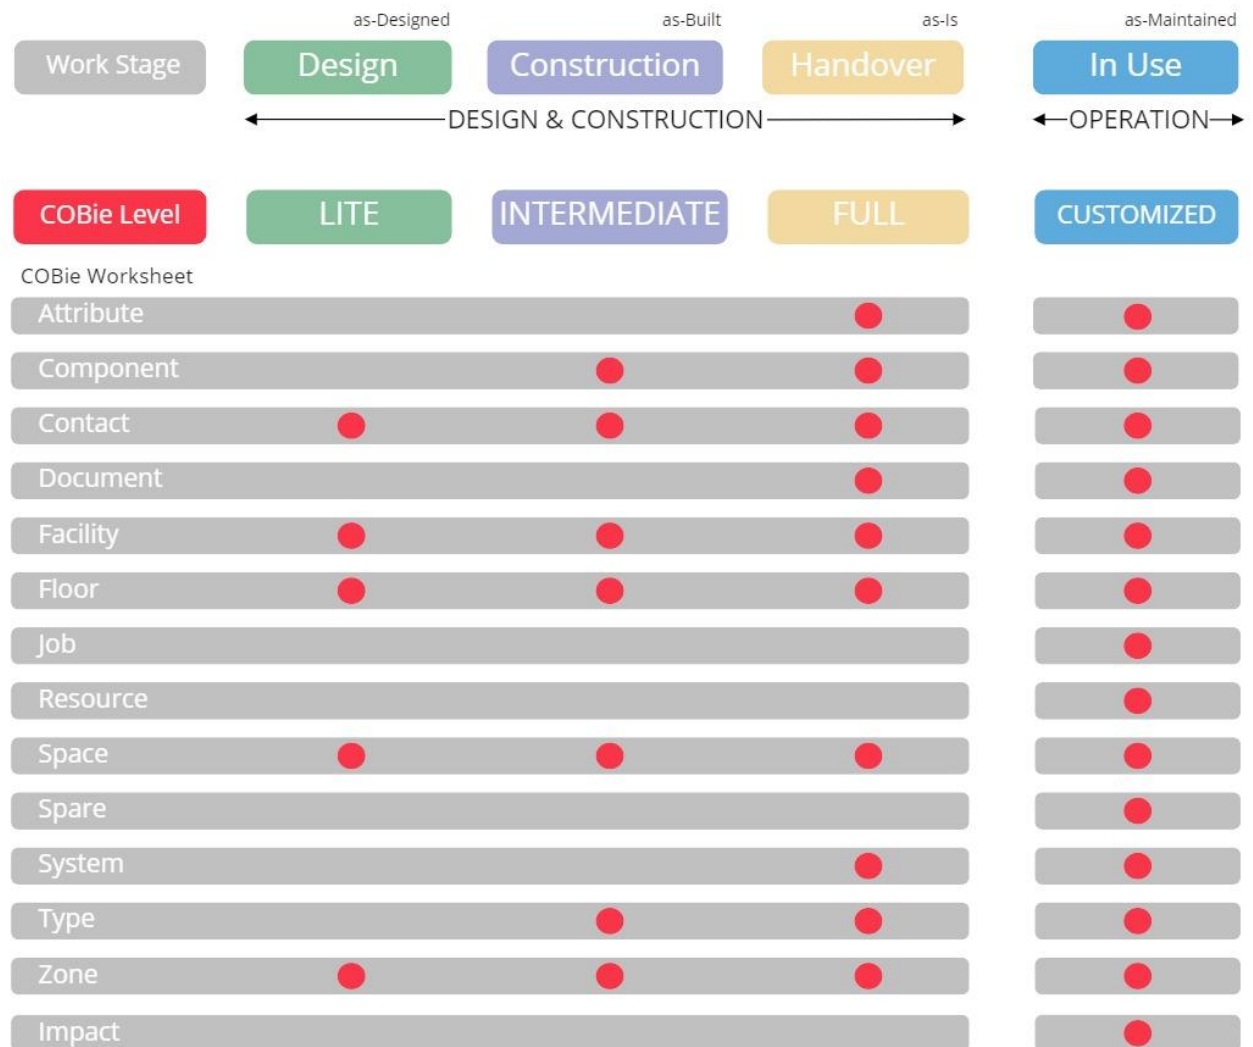 as-Designed as-Built as-Is as-Maintained
Work Stage Design Construction Handover In Use
DESIGN & CONSTRUCTION OPERATION
COBie Level LITE INTERMEDIATE FULL CUSTOMIZED
COBie Worksheet
Attribute
Component
Contact
Document
Facility
Floor
Job
Resource
Space
Spare
System
Type
Zone
Impact